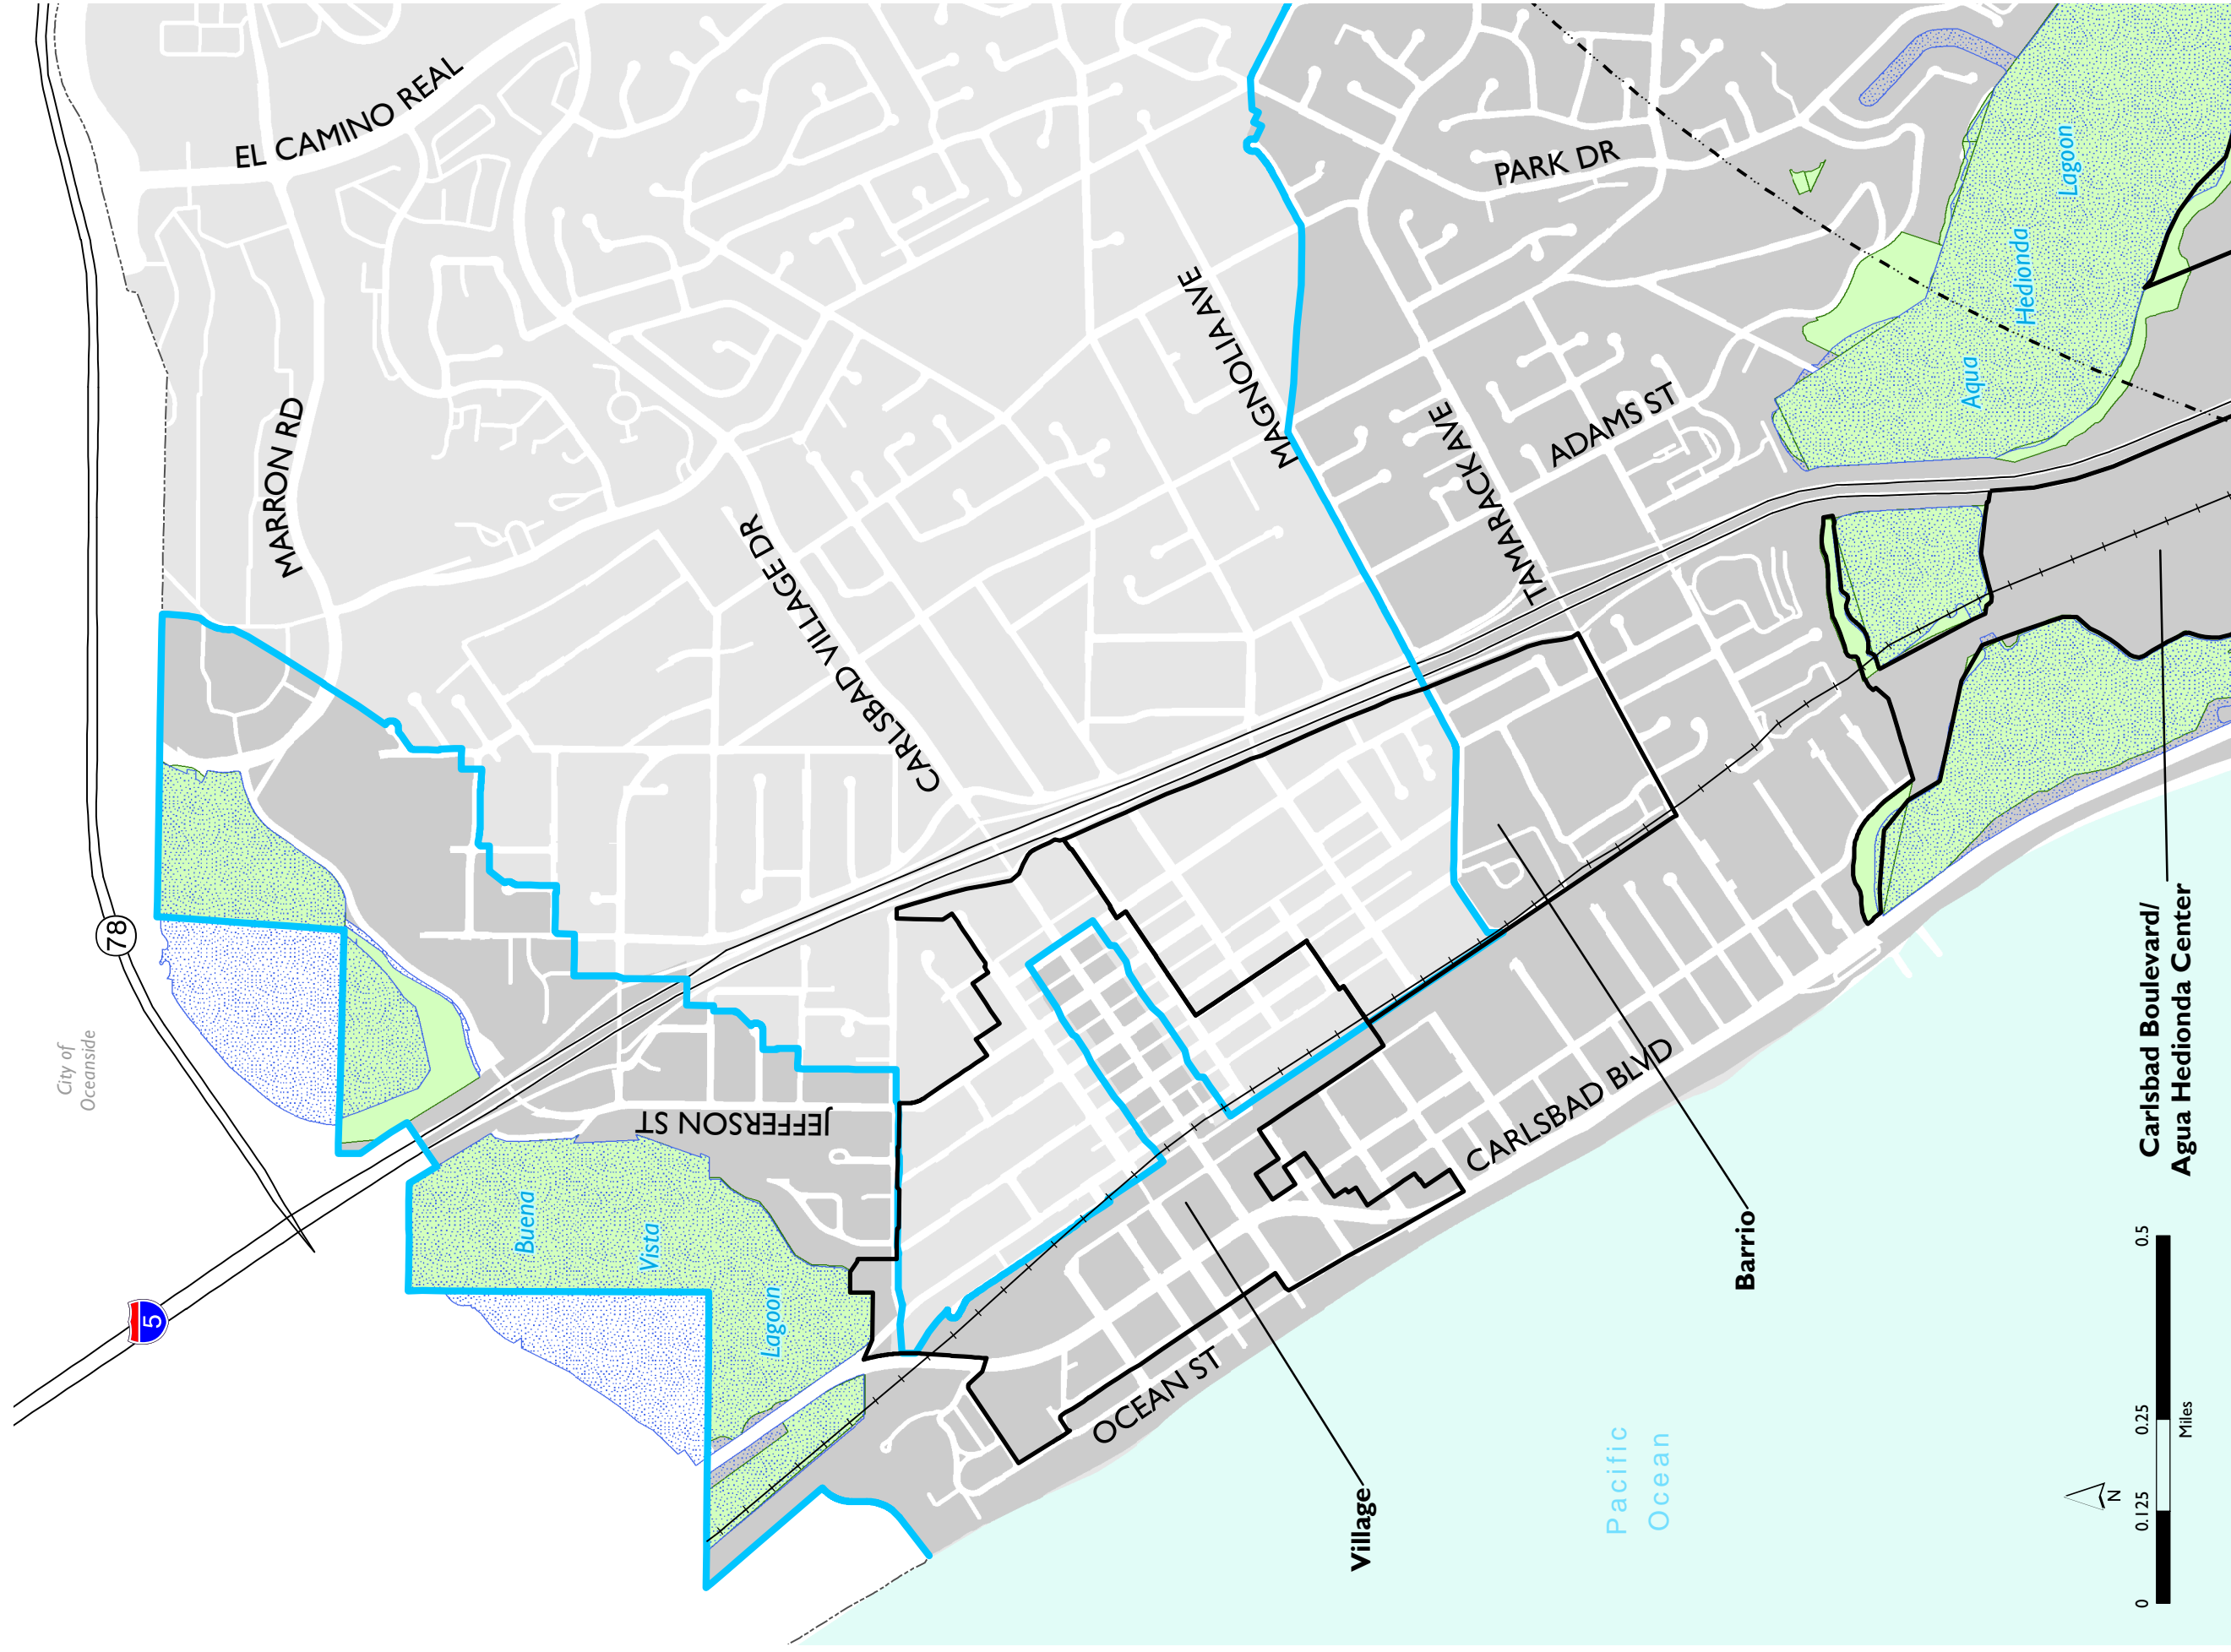 City of
Oceanside
78
5
EL CAMINO REAL
MARRON RD
CARLSBAD VILLAGE DR
MAGNOLIA AVE
PARK DR
TAMARACK AVE
ADAMS ST
JEFFERSON ST
Buena
Vista
Lagoon
Aqua
Hedionda
Lagoon
CARLSBAD BLVD
OCEAN ST
Village
Barrio
Carlsbad Boulevard/
Agua Hedionda Center
Pacific
Ocean
N
0 0.125 0.25 0.5
Miles